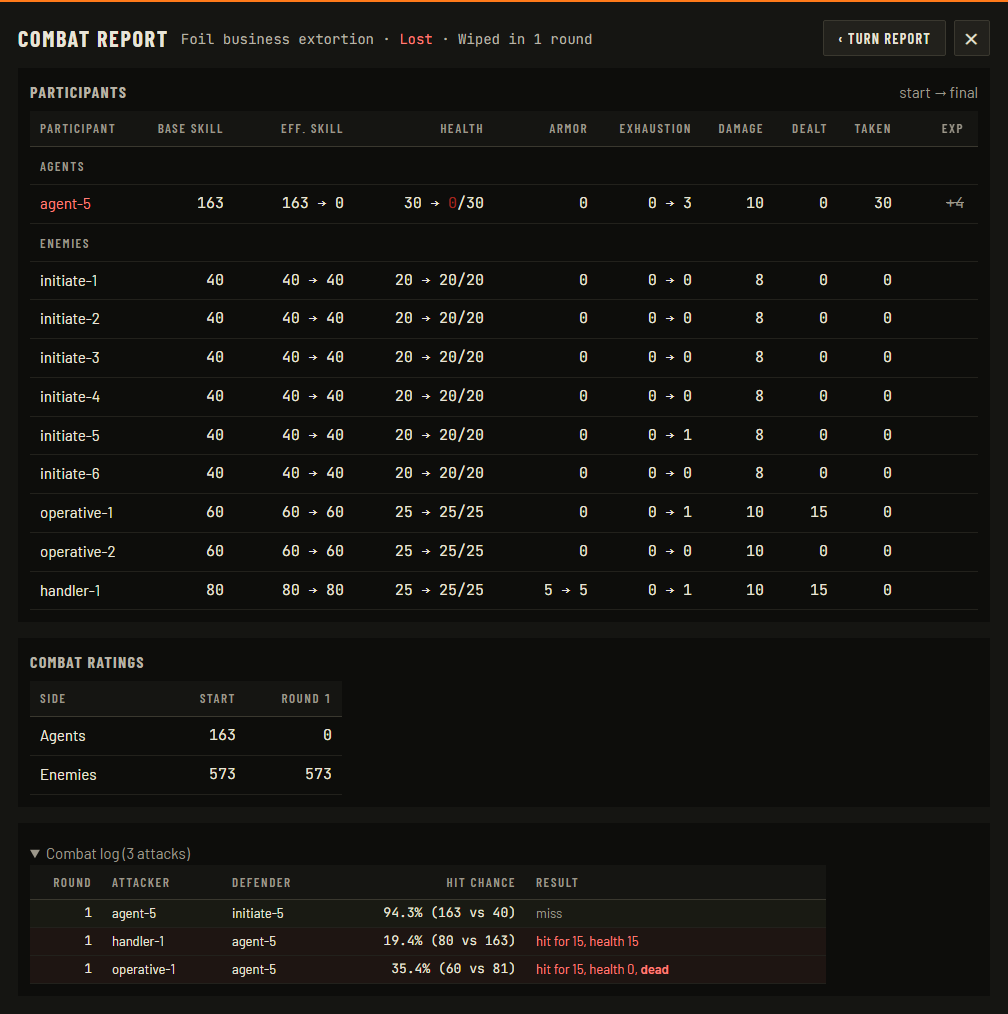 COMBAT REPORT Foil business extortion · Lost · Wiped in 1 round ‹ TURN REPORT ✕
PARTICIPANTS start → final
PARTICIPANT BASE SKILL EFF. SKILL HEALTH ARMOR EXHAUSTION DAMAGE DEALT TAKEN EXP
AGENTS
agent-5 163 163 → 0 30 → 0/30 0 0 → 3 10 0 30 +4
ENEMIES
initiate-1 40 40 → 40 20 → 20/20 0 0 → 0 8 0 0
initiate-2 40 40 → 40 20 → 20/20 0 0 → 0 8 0 0
initiate-3 40 40 → 40 20 → 20/20 0 0 → 0 8 0 0
initiate-4 40 40 → 40 20 → 20/20 0 0 → 0 8 0 0
initiate-5 40 40 → 40 20 → 20/20 0 0 → 1 8 0 0
initiate-6 40 40 → 40 20 → 20/20 0 0 → 0 8 0 0
operative-1 60 60 → 60 25 → 25/25 0 0 → 1 10 15 0
operative-2 60 60 → 60 25 → 25/25 0 0 → 0 10 0 0
handler-1 80 80 → 80 25 → 25/25 5 → 5 0 → 1 10 15 0
COMBAT RATINGS
SIDE START ROUND 1
Agents 163 0
Enemies 573 573
▼ Combat log (3 attacks)
ROUND ATTACKER DEFENDER HIT CHANCE RESULT
1 agent-5 initiate-5 94.3% (163 vs 40) miss
1 handler-1 agent-5 19.4% (80 vs 163) hit for 15, health 15
1 operative-1 agent-5 35.4% (60 vs 81) hit for 15, health 0, dead